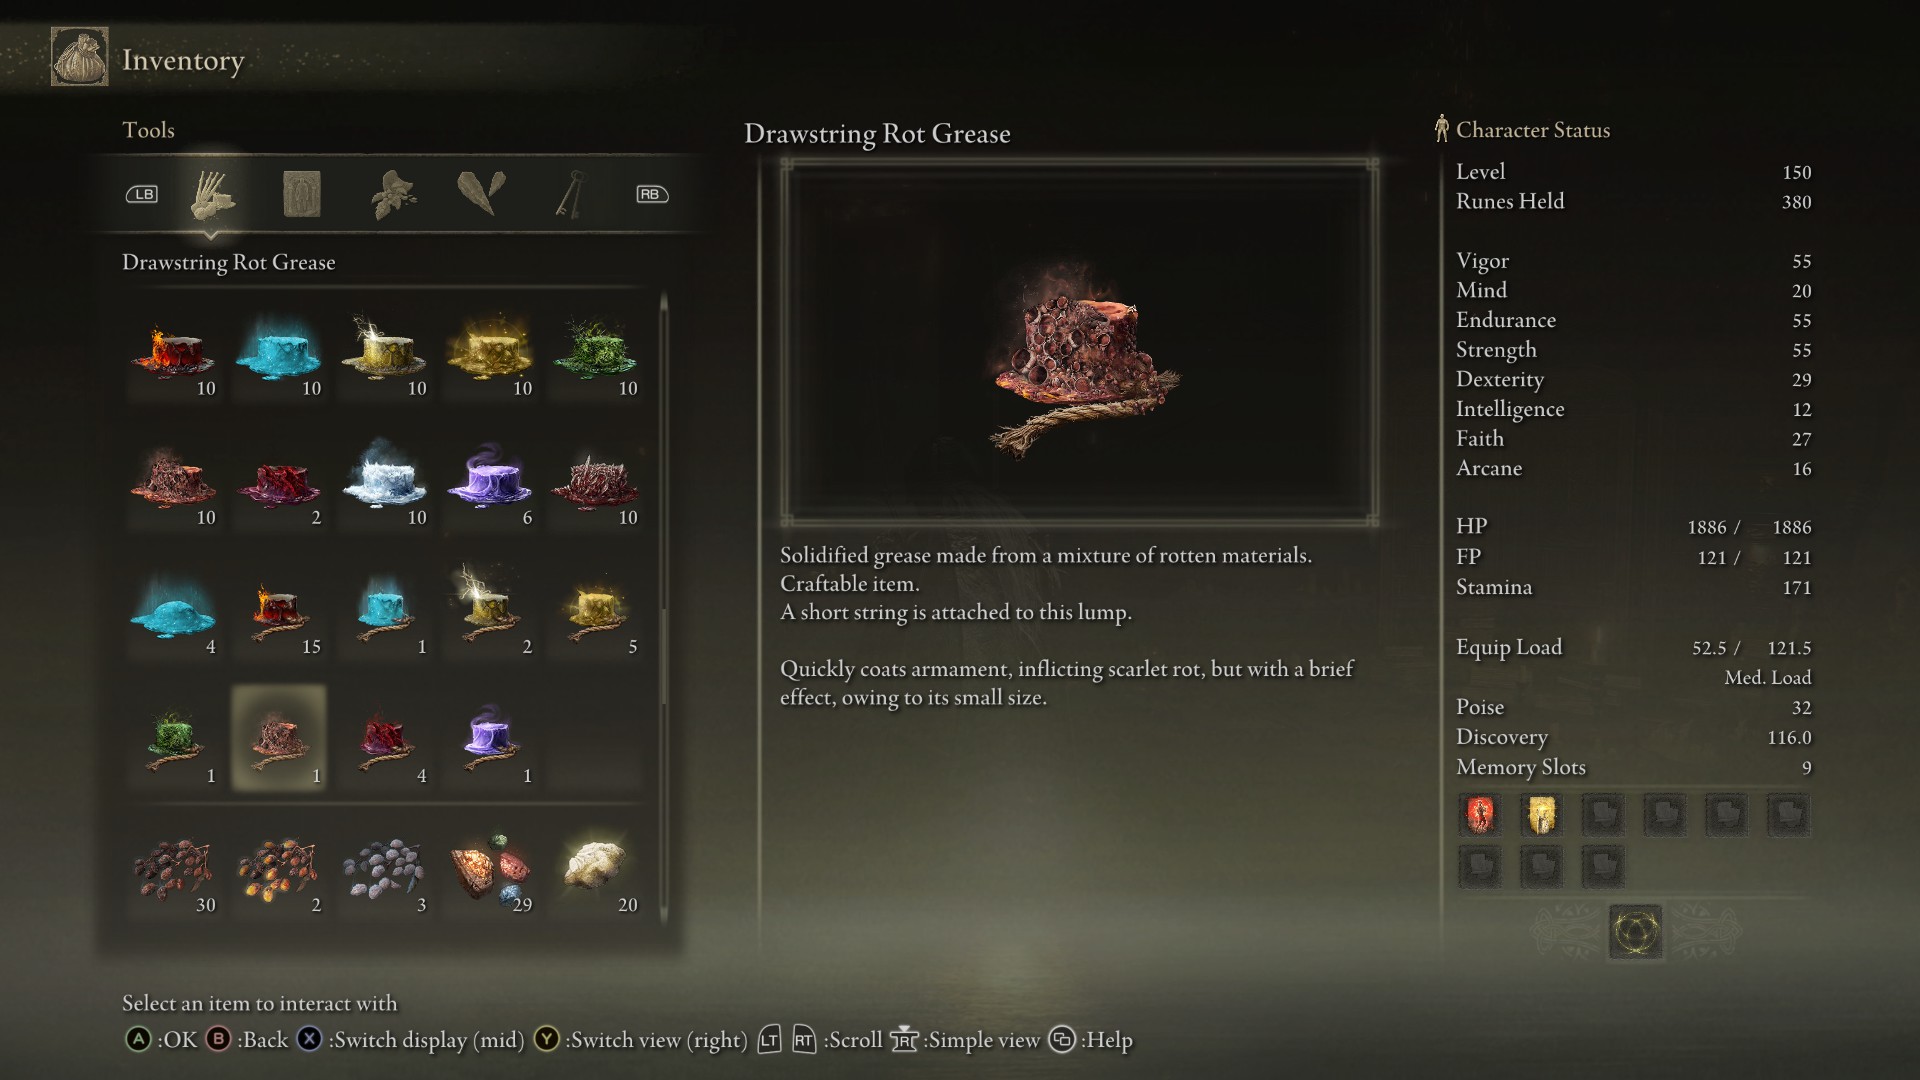 Inventory
Tools
LB
RB
Drawstring Rot Grease
10 10 10 10 10
10 2 10 6 10
4 15 1 2 5
1 1 4 1
30 2 3 29 20
Drawstring Rot Grease
Solidified grease made from a mixture of rotten materials.
Craftable item.
A short string is attached to this lump.
Quickly coats armament, inflicting scarlet rot, but with a brief
effect, owing to its small size.
Character Status
Level 150
Runes Held 380
Vigor 55
Mind 20
Endurance 55
Strength 55
Dexterity 29
Intelligence 12
Faith 27
Arcane 16
HP 1886 / 1886
FP 121 / 121
Stamina 171
Equip Load 52.5 / 121.5
Med. Load
Poise 32
Discovery 116.0
Memory Slots 9
Select an item to interact with
A :OK B :Back X :Switch display (mid) Y :Switch view (right) LT RT :Scroll R :Simple view :Help